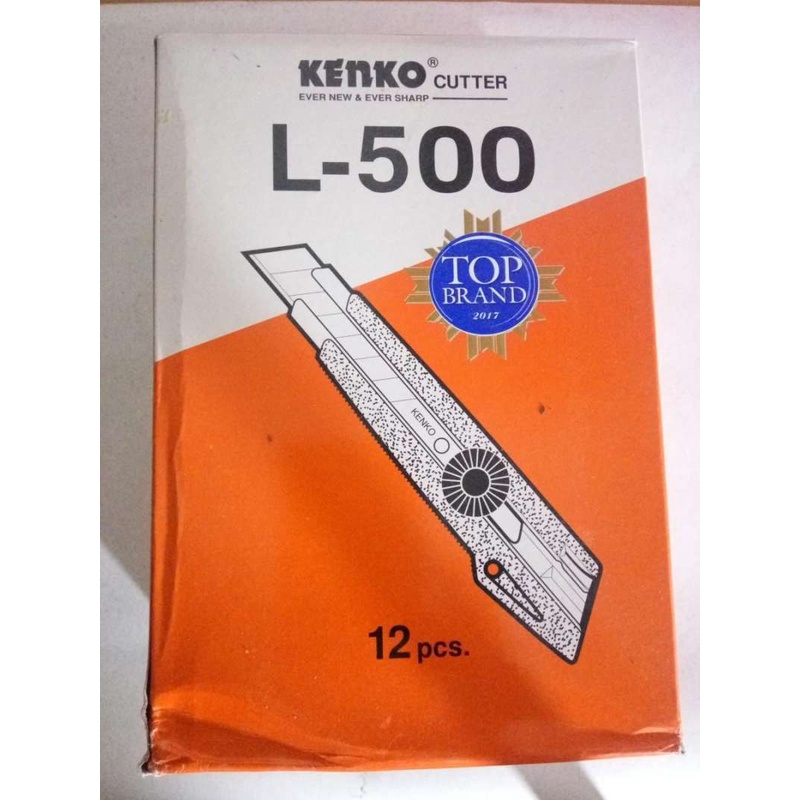 KENKO® CUTTER
EVER NEW & EVER SHARP
L-500
TOP
BRAND
2017
KENKO
12 pcs.